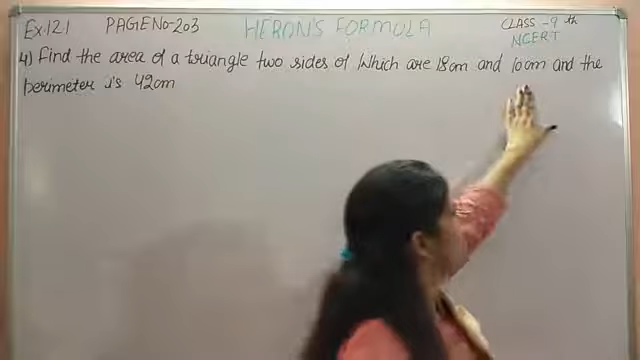 Ex.12.1 PAGE No-203 HERON'S FORMULA CLASS-9th
NCERT
4) Find the area of a triangle two sides of Which are 18cm and 10cm and the
perimeter is 42cm